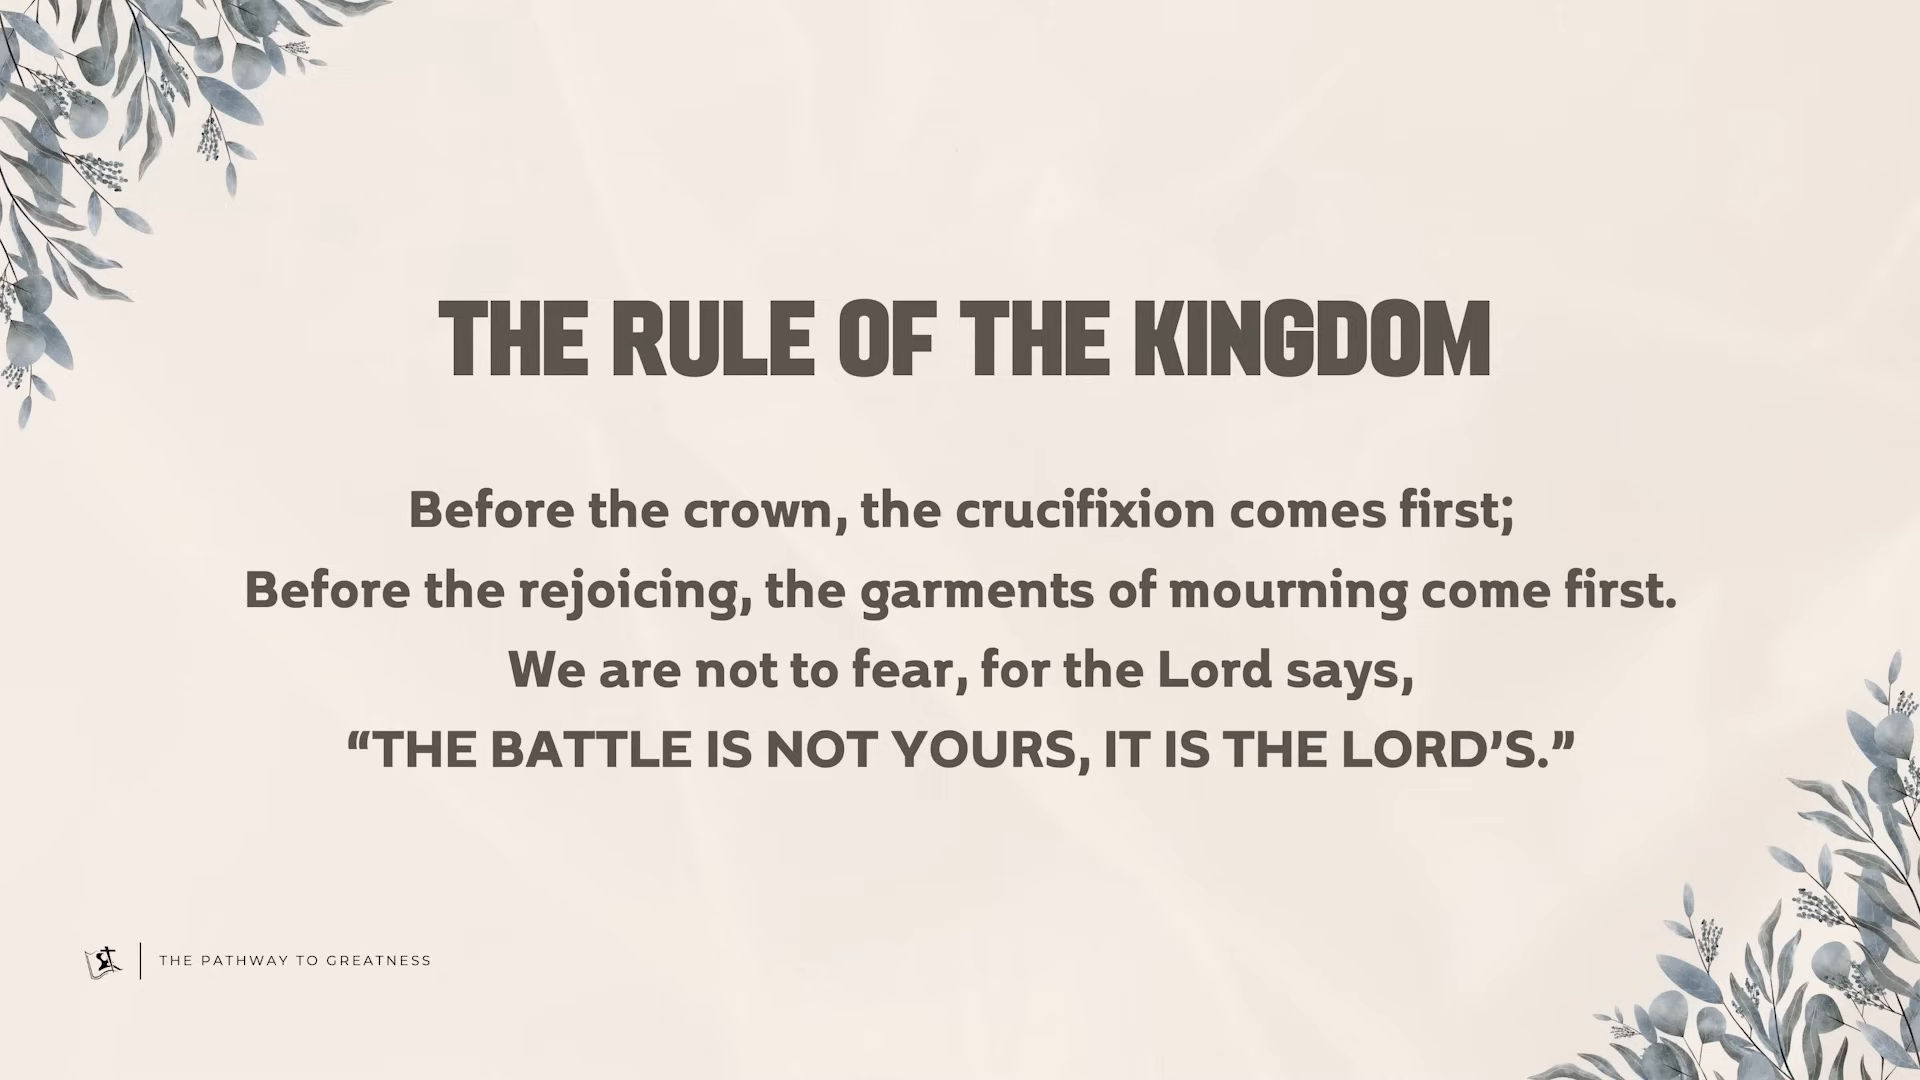 THE RULE OF THE KINGDOM
Before the crown, the crucifixion comes first;
Before the rejoicing, the garments of mourning come first.
We are not to fear, for the Lord says,
“THE BATTLE IS NOT YOURS, IT IS THE LORD’S.”
THE PATHWAY TO GREATNESS